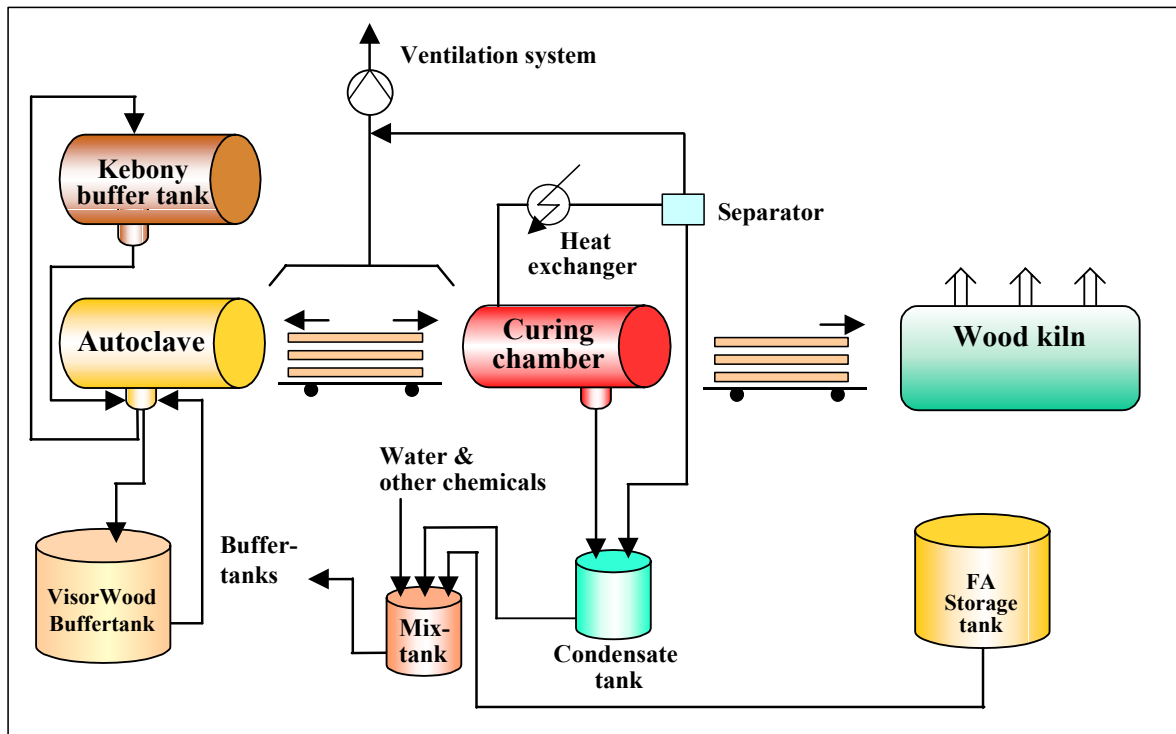 Ventilation system
Kebony
buffer tank
Separator
Heat
exchanger
Autoclave
Curing
chamber
Wood kiln
Water &
other chemicals
Buffer-
tanks
VisorWood
Buffertank
Mix-
tank
Condensate
tank
FA
Storage
tank